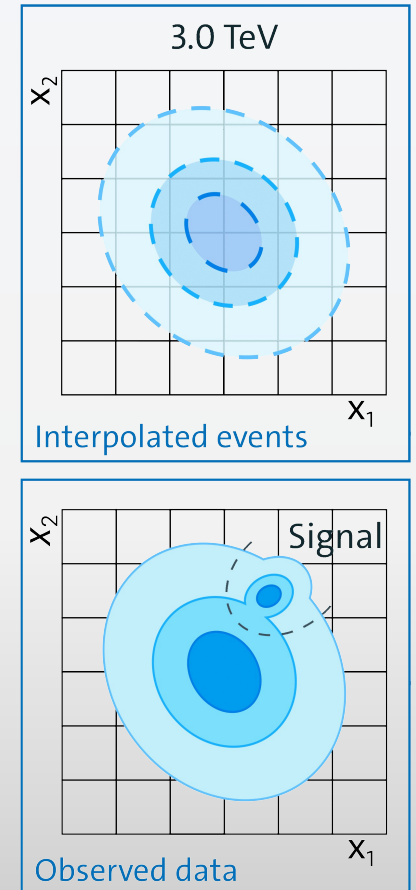 3.0 TeV
x₂
x₁
Interpolated events
x₂
Signal
x₁
Observed data